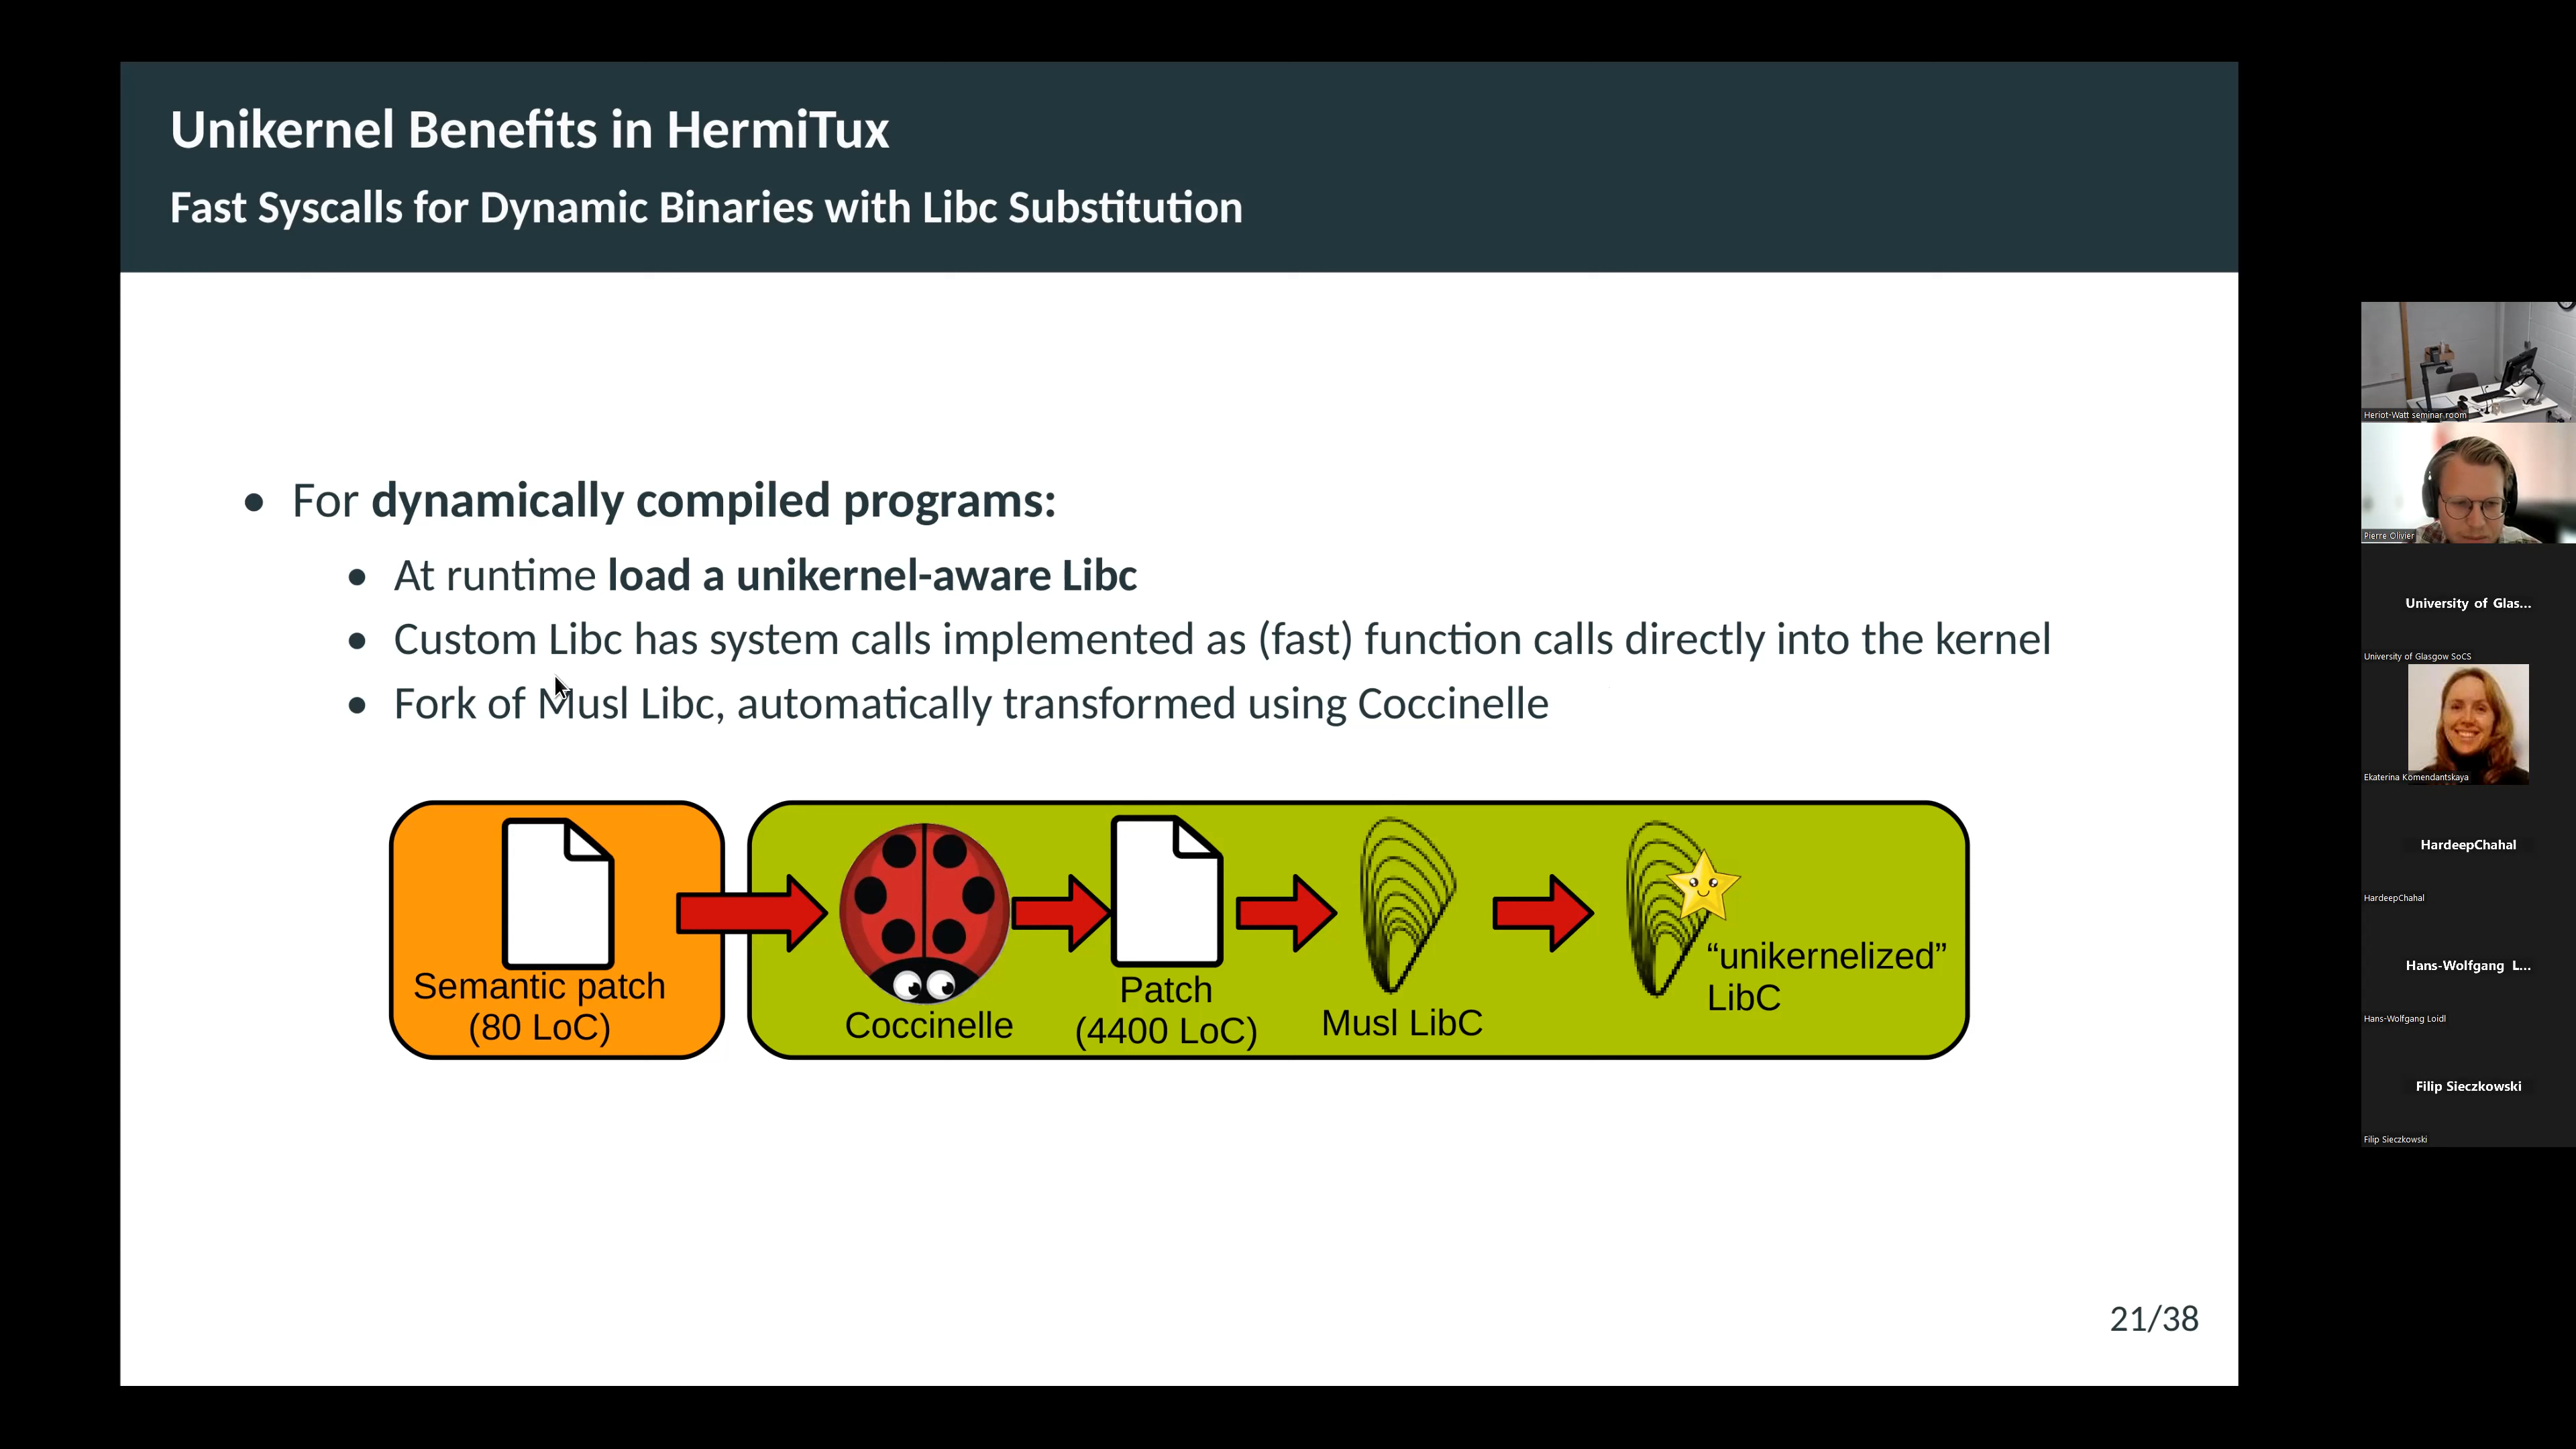 Unikernel Benefits in HermiTux
Fast Syscalls for Dynamic Binaries with Libc Substitution
• For dynamically compiled programs:
• At runtime load a unikernel-aware Libc
• Custom Libc has system calls implemented as (fast) function calls directly into the kernel
• Fork of Musl Libc, automatically transformed using Coccinelle
Semantic patch
(80 LoC)
Coccinelle
Patch
(4400 LoC)
Musl LibC
“unikernelized”
LibC
21/38
Heriot-Watt seminar room
Pierre Olivier
University of Glas...
University of Glasgow SoCS
Ekaterina Komendantskaya
HardeepChahal
HardeepChahal
Hans-Wolfgang L...
Hans-Wolfgang Loidl
Filip Sieczkowski
Filip Sieczkowski